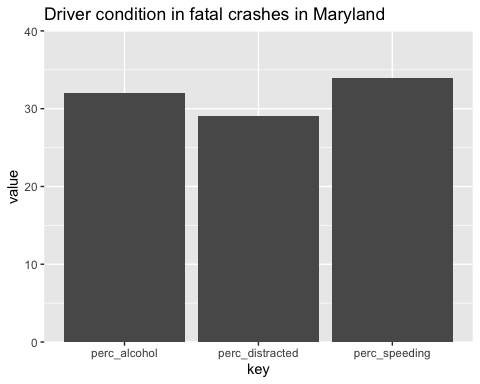 Driver condition in fatal crashes in Maryland
40
30
20
10
0
value
perc_alcohol perc_distracted perc_speeding
key